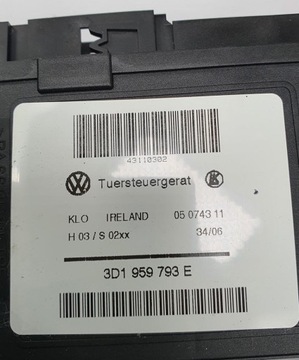 43110302
Tuersteuergerat
KLO IRELAND 05 0743 11
H 03 / S 02xx 34/06
3D1 959 793 E